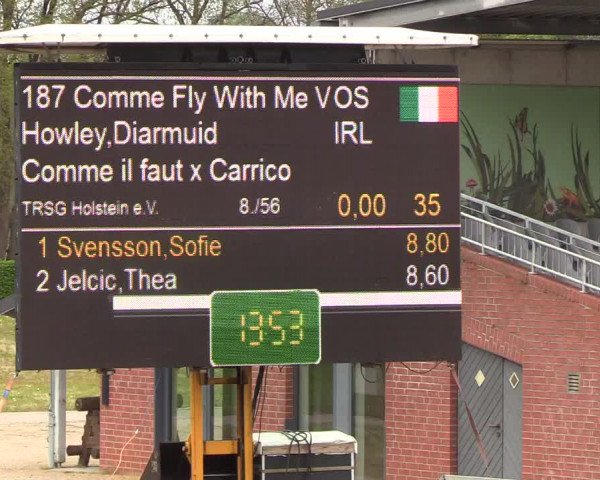 187 Comme Fly With Me VOS
Howley,Diarmuid IRL
Comme il faut x Carrico
TRSG Holstein e.V. 8./56 0,00 35
1 Svensson,Sofie 8,80
2 Jelcic,Thea 8,60
1353